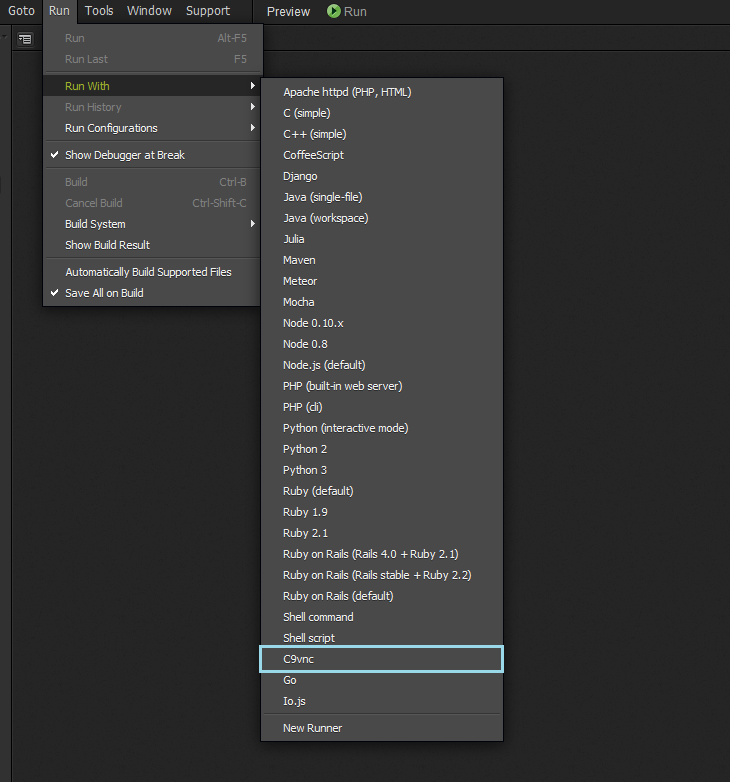 Goto Run Tools Window Support Preview Run
Run Alt-F5
Run Last F5
Run With
Run History
Run Configurations
Show Debugger at Break
Build Ctrl-B
Cancel Build Ctrl-Shift-C
Build System
Show Build Result
Automatically Build Supported Files
Save All on Build
Apache httpd (PHP, HTML)
C (simple)
C++ (simple)
CoffeeScript
Django
Java (single-file)
Java (workspace)
Julia
Maven
Meteor
Mocha
Node 0.10.x
Node 0.8
Node.js (default)
PHP (built-in web server)
PHP (cli)
Python (interactive mode)
Python 2
Python 3
Ruby (default)
Ruby 1.9
Ruby 2.1
Ruby on Rails (Rails 4.0 + Ruby 2.1)
Ruby on Rails (Rails stable + Ruby 2.2)
Ruby on Rails (default)
Shell command
Shell script
C9vnc
Go
Io.js
New Runner